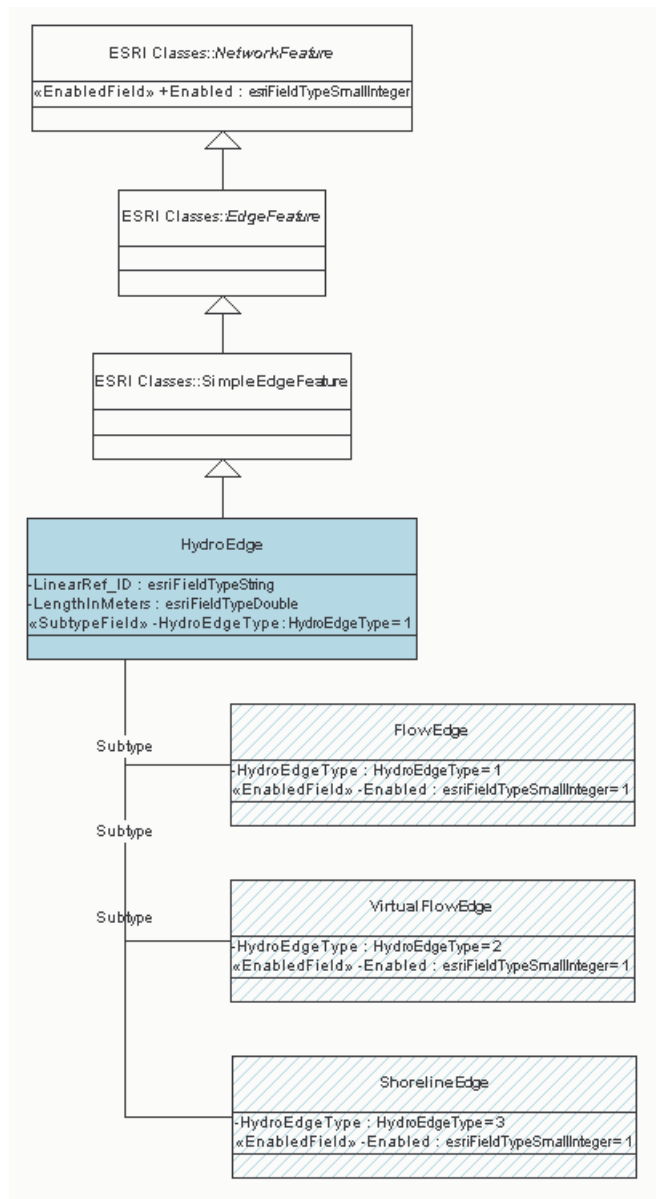 ESRI Classes::NetworkFeature
«EnabledField» +Enabled : esriFieldTypeSmallInteger
ESRI Classes::EdgeFeature
ESRI Classes::SimpleEdgeFeature
HydroEdge
-LinearRef_ID : esriFieldTypeString
-LengthInMeters : esriFieldTypeDouble
«SubtypeField» -HydroEdgeType : HydroEdgeType = 1
Subtype
FlowEdge
-HydroEdgeType : HydroEdgeType = 1
«EnabledField» -Enabled : esriFieldTypeSmallInteger = 1
Subtype
Subtype
VirtualFlowEdge
-HydroEdgeType : HydroEdgeType = 2
«EnabledField» -Enabled : esriFieldTypeSmallInteger = 1
ShorelineEdge
-HydroEdgeType : HydroEdgeType = 3
«EnabledField» -Enabled : esriFieldTypeSmallInteger = 1